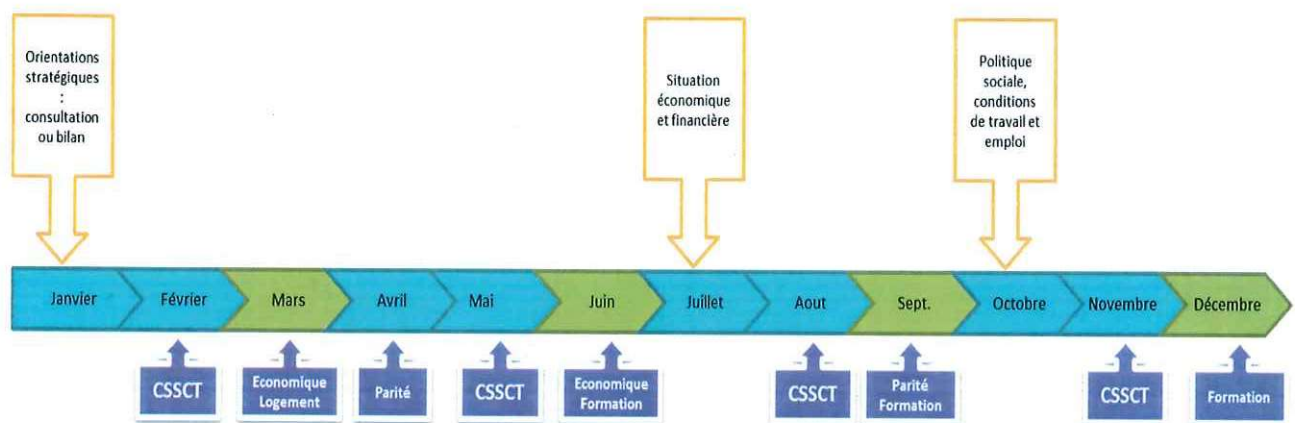 Orientations
stratégiques
:
consultation
ou bilan
Situation
économique
et financière
Politique
sociale,
conditions
de travail et
emploi
Janvier
Février
Mars
Avril
Mai
Juin
Juillet
Aout
Sept.
Octobre
Novembre
Décembre
CSSCT
Economique
Logement
Parité
CSSCT
Economique
Formation
CSSCT
Parité
Formation
CSSCT
Formation